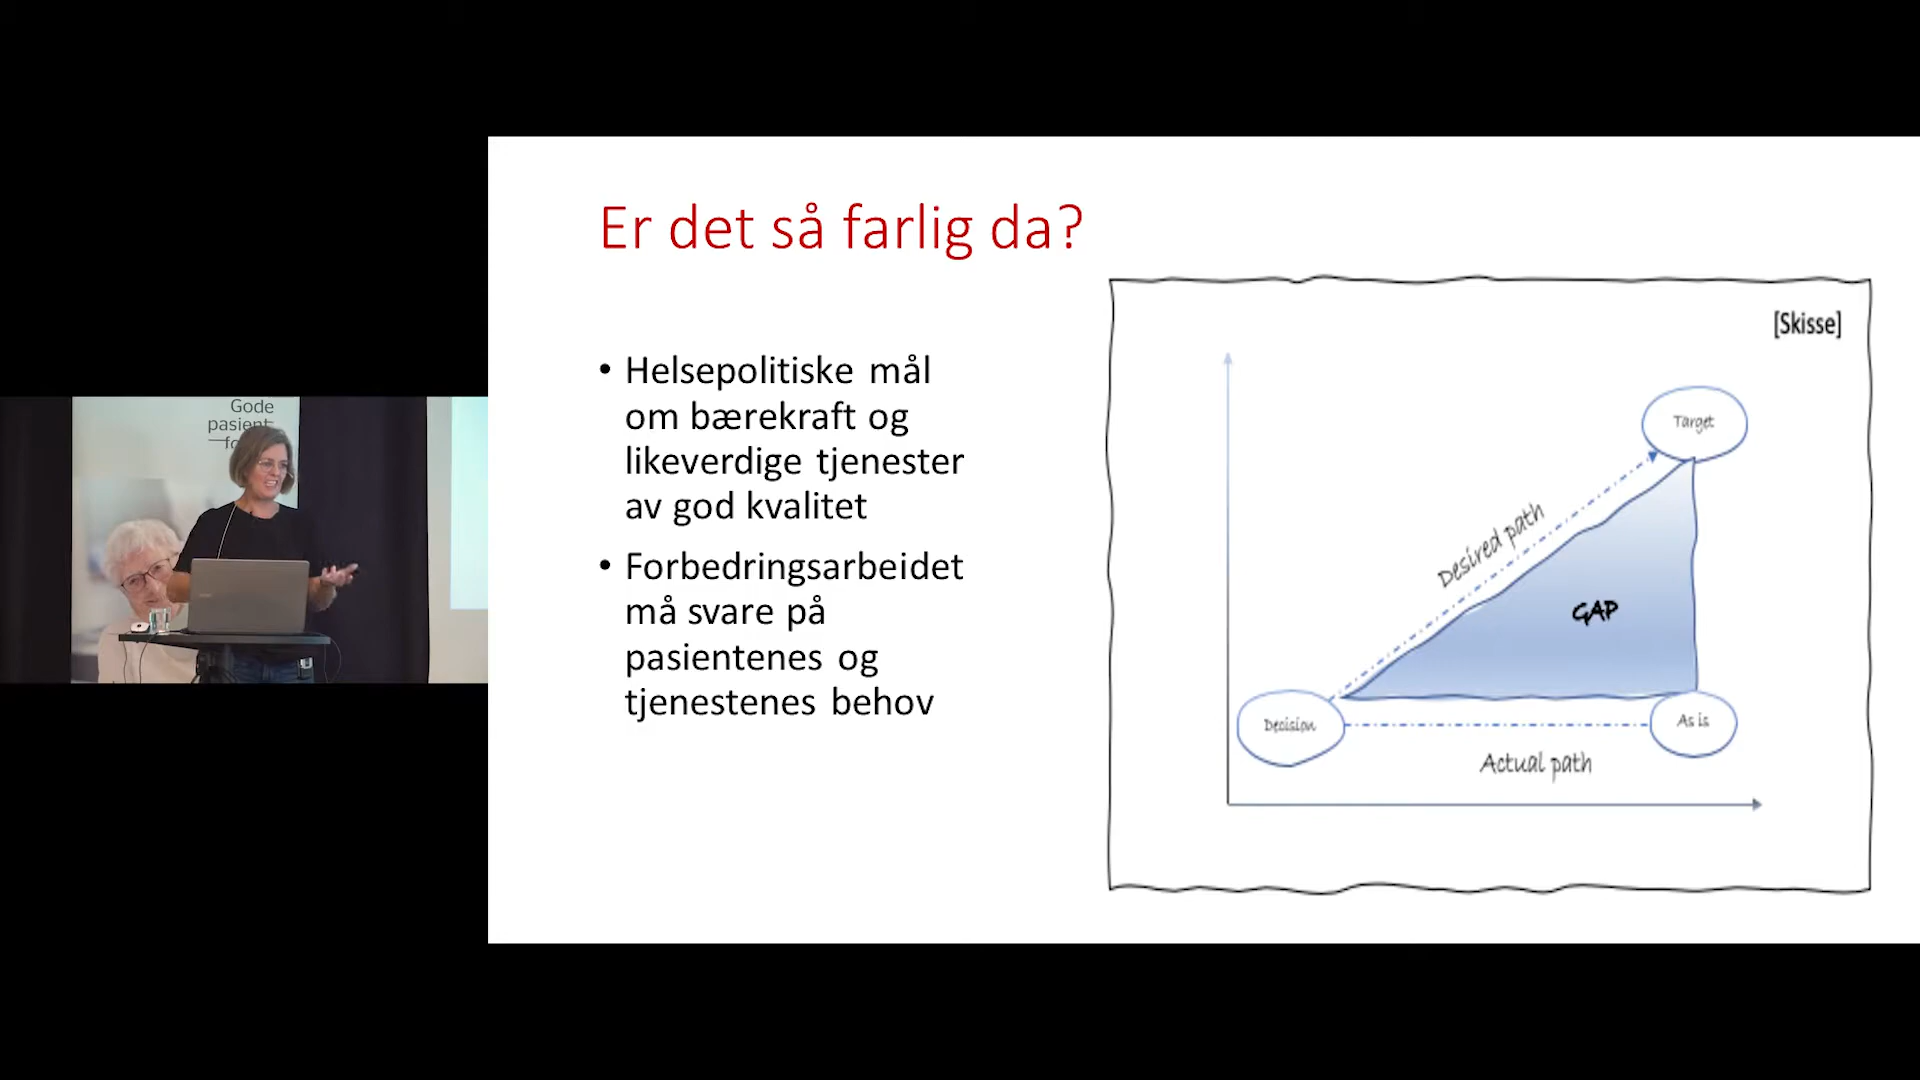 Gode
pasient
Er det så farlig da?
• Helsepolitiske mål
om bærekraft og
likeverdige tjenester
av god kvalitet
• Forbedringsarbeidet
må svare på
pasientenes og
tjenestenes behov
[Skisse]
Target
Desired path
GAP
Decision
As is
Actual path